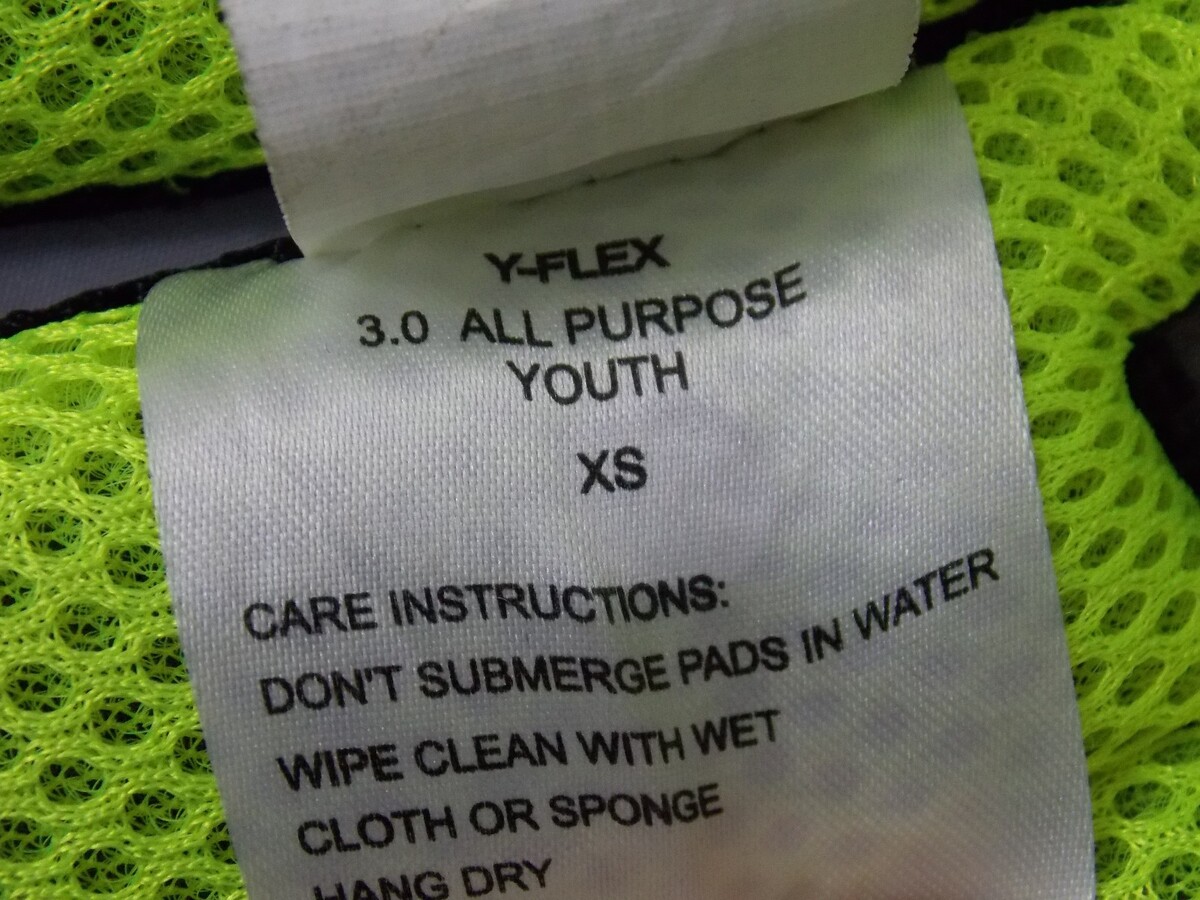 Y-FLEX
3.0 ALL PURPOSE
YOUTH
XS
CARE INSTRUCTIONS:
DON'T SUBMERGE PADS IN WATER
WIPE CLEAN WITH WET
CLOTH OR SPONGE
HANG DRY